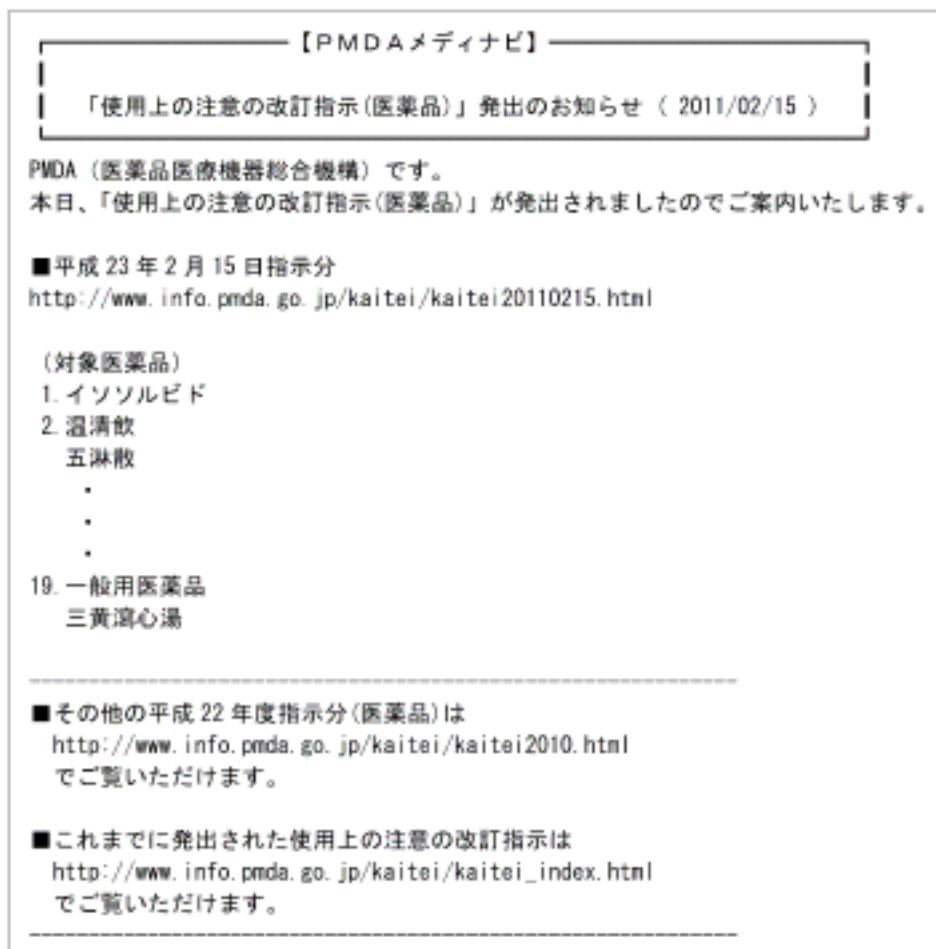 【ＰＭＤＡメディナビ】
「使用上の注意の改訂指示(医薬品)」発出のお知らせ（ 2011/02/15 ）
PMDA（医薬品医療機器総合機構）です。
本日、「使用上の注意の改訂指示(医薬品)」が発出されましたのでご案内いたします。
■平成 23 年 2 月 15 日指示分
http://www.info.pmda.go.jp/kaitei/kaitei20110215.html
（対象医薬品）
1. イソソルビド
2. 温清飲
五淋散
・
・
・
19. 一般用医薬品
三黄瀉心湯
------------------------------------------------------------
■その他の平成 22 年度指示分(医薬品)は
http://www.info.pmda.go.jp/kaitei/kaitei2010.html
でご覧いただけます。
■これまでに発出された使用上の注意の改訂指示は
http://www.info.pmda.go.jp/kaitei/kaitei_index.html
でご覧いただけます。
------------------------------------------------------------